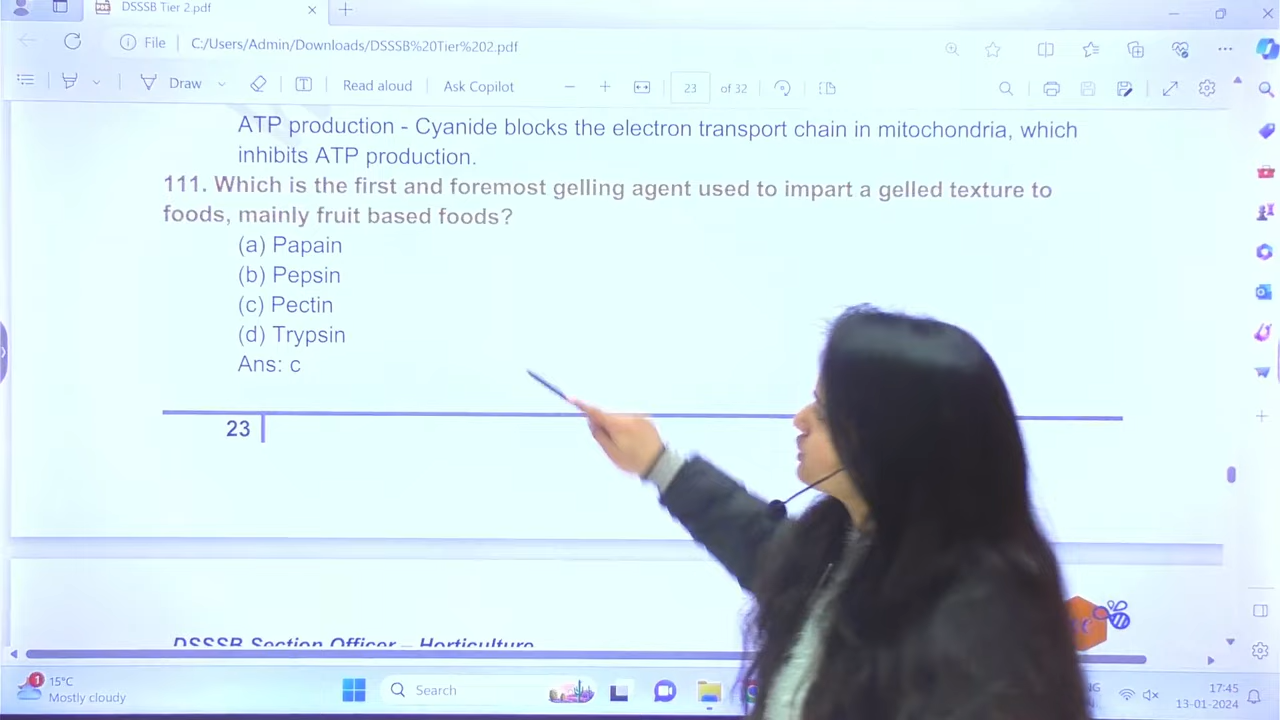 DSSSB Tier 2.pdf
File
C:/Users/Admin/Downloads/DSSSB%20Tier%202.pdf
Draw
Read aloud
Ask Copilot
23
of 32
ATP production - Cyanide blocks the electron transport chain in mitochondria, which
inhibits ATP production.
111. Which is the first and foremost gelling agent used to impart a gelled texture to
foods, mainly fruit based foods?
(a) Papain
(b) Pepsin
(c) Pectin
(d) Trypsin
Ans: c
23
DSSSB Section Officer – Horticulture
1
15°C
Mostly cloudy
Search
17:45
13-01-2024